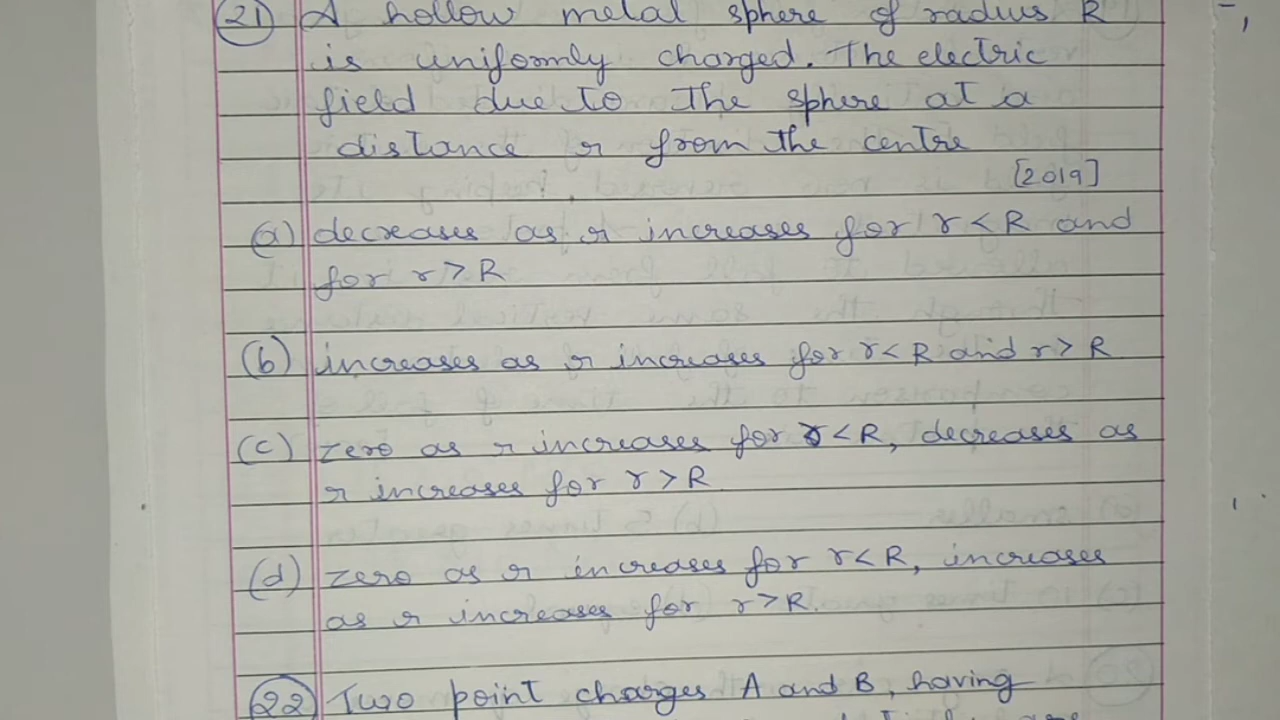 (21) A hollow metal sphere of radius R
is uniformly charged. The electric
field due to the sphere at a
distance r from the centre
[2019]
(a) decreases as r increases for r < R and
for r > R
(b) increases as r increases for r < R and r > R
(c) zero as r increases for r < R, decreases as
r increases for r > R
(d) zero as r increases for r < R, increases
as r increases for r > R.
(22) Two point charges A and B, having